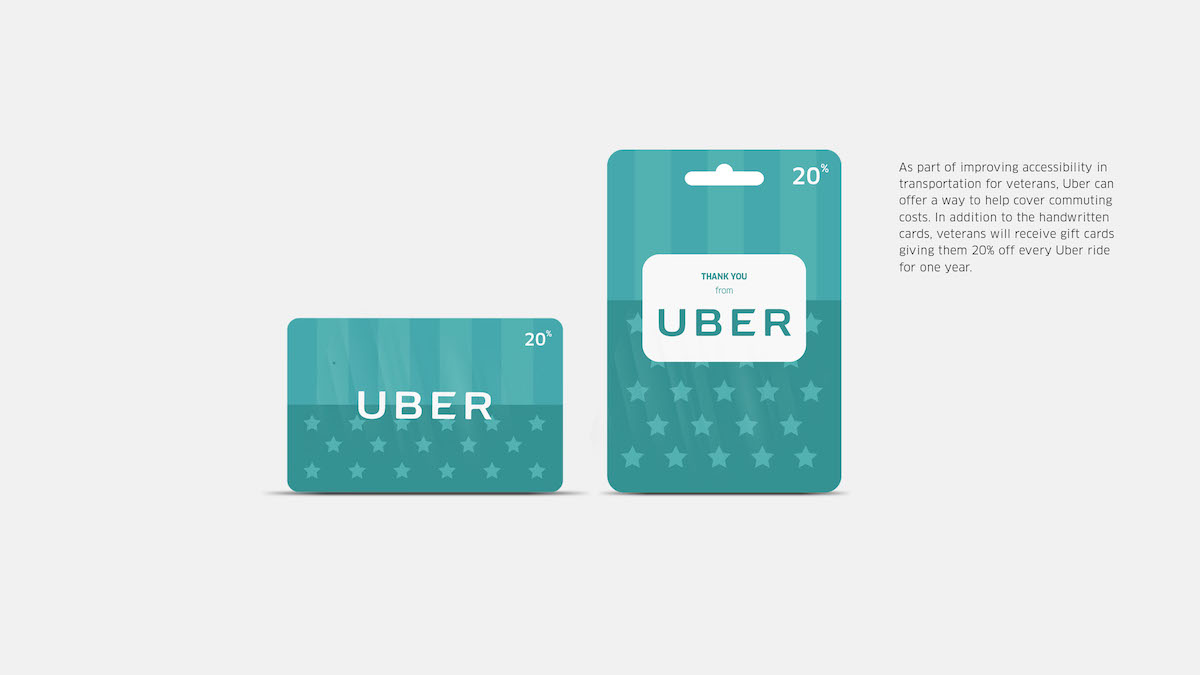 20%
UBER
20%
THANK YOU
from
UBER
As part of improving accessibility in
transportation for veterans, Uber can
offer a way to help cover commuting
costs. In addition to the handwritten
cards, veterans will receive gift cards
giving them 20% off every Uber ride
for one year.